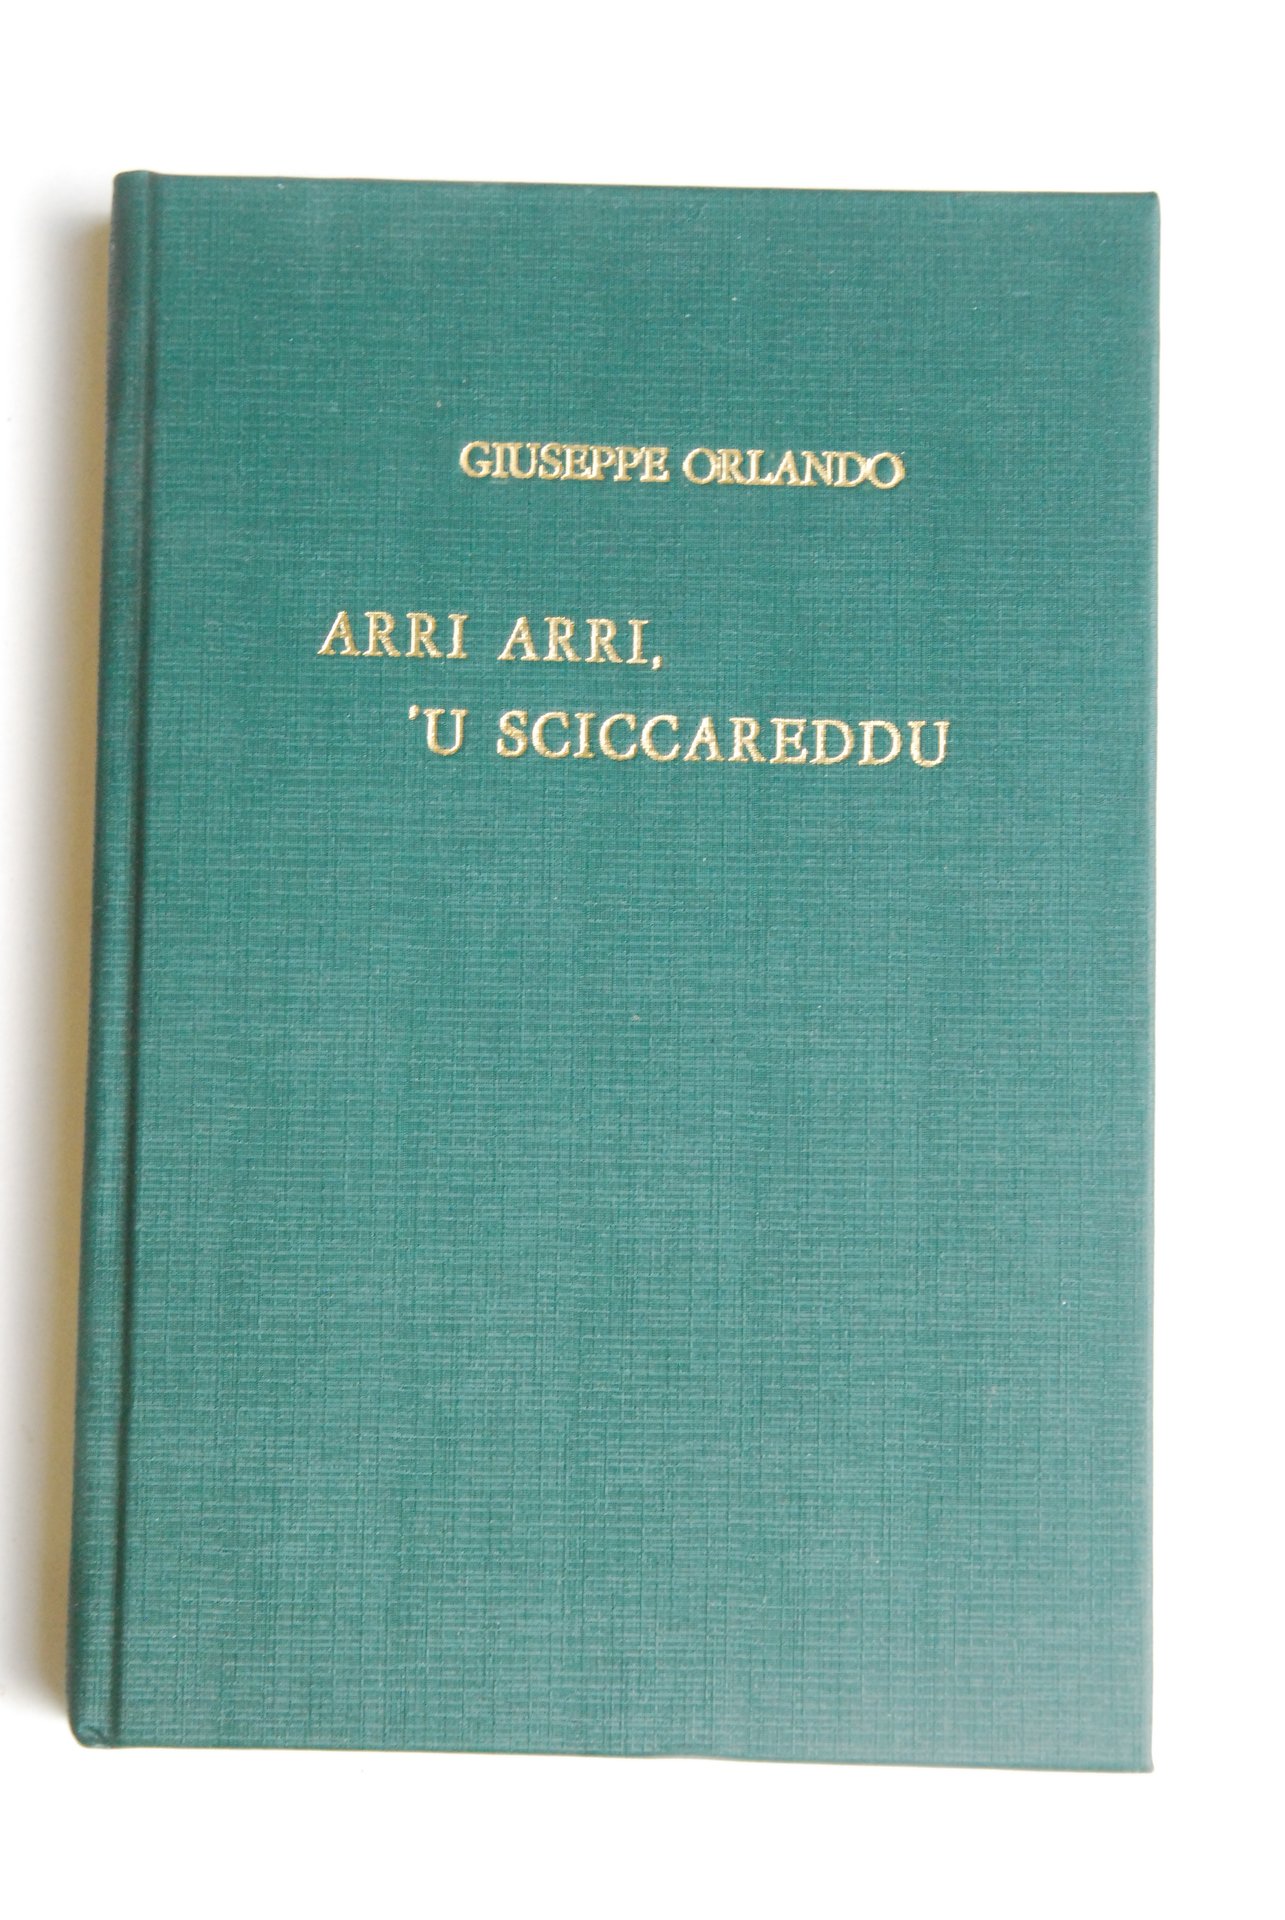 GIUSEPPE ORLANDO
ARRI ARRI,
'U SCICCAREDDU